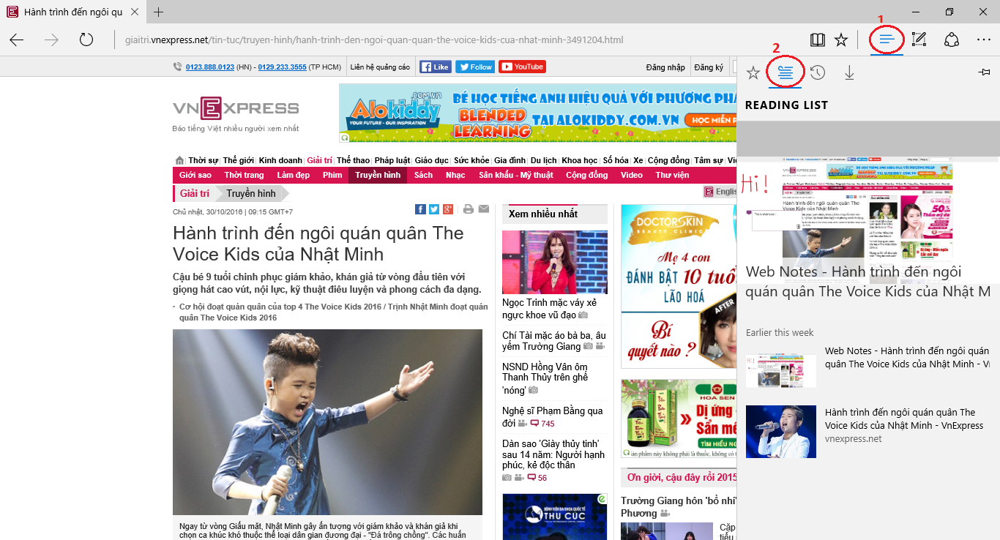 Hành trình đến ngôi qu
1
giaitri.vnexpress.net/tin-tuc/truyen-hinh/hanh-trinh-den-ngoi-quan-quan-the-voice-kids-cua-nhat-minh-3491204.html
2
0123.888.0123 (HN) - 0129.233.3555 (TP HCM) Liên hệ quảng cáo Like Follow YouTube Đăng nhập Đăng ký
VNEXPRESS
Báo tiếng Việt nhiều người xem nhất
Alokiddy.com.vn
YOUR FUTURE - OUR INSPIRATION
BÉ HỌC TIẾNG ANH HIỆU QUẢ VỚI PHƯƠNG PHÁ
BLENDED LEARNING TẠI ALOKIDDY.COM.VN HỌC MIỄN P
Thời sự Thế giới Kinh doanh Giải trí Thể thao Pháp luật Giáo dục Sức khỏe Gia đình Du lịch Khoa học Số hóa Xe Cộng đồng Tâm sự Vi
Giới sao Thời trang Làm đẹp Phim Truyền hình Sách Nhạc Sân khấu - Mỹ thuật Cộng đồng Video Thư viện
Giải trí Truyền hình Englis
Chủ nhật, 30/10/2016 | 09:15 GMT+7
Hành trình đến ngôi quán quân The
Voice Kids của Nhật Minh
Cậu bé 9 tuổi chinh phục giám khảo, khán giả từ vòng đầu tiên với
giọng hát cao vút, nội lực, kỹ thuật điêu luyện và phong cách đa dạng.
- Cơ hội đoạt quán quân của top 4 The Voice Kids 2016 / Trịnh Nhật Minh đoạt quán
quân The Voice Kids 2016
Ngay từ vòng Giấu mặt, Nhật Minh gây ấn tượng với giám khảo và khán giả khi
chọn ca khúc khó thuộc thể loại dân gian đương đại - "Đá trông chồng". Các huấn
Xem nhiều nhất
Ngọc Trinh mặc váy xẻ
ngực khoe vũ đạo
Chí Tài mặc áo bà ba, âu
yếm Trường Giang
NSND Hồng Vân ôm
Thanh Thủy trên ghế
'nóng'
Nghệ sĩ Phạm Bằng qua
đời 745
Dàn sao 'Giày thủy tinh'
sau 14 năm: Người hạnh
phúc, kẻ độc thân
56
BỆNH VIỆN ĐA KHOA QUỐC TẾ
THU CÚC
DOCTORSKIN
BEAUTY CLINIC
Mẹ 4 con
ĐÁNH BẬT 10 tuổ
LÃO HOÁ
AFTER
Bí
quyết nào ?
HOA SEN
Dị ứng
Sẩn mề
TÌM HIỂU NG
ản phẩm này không phải là thuốc, không có t
Ơn giời, cậu đây rồi 2015
Trường Giang hôn 'bồ nhí'
Phương
Cặp
tiểu
READING LIST
Hi!
Web Notes - Hành trình đến ngôi
quán quân The Voice Kids của Nhật M
Earlier this week
Web Notes - Hành trình đến ngôi quán
quân The Voice Kids của Nhật Minh - Vi
Hành trình đến ngôi quán quân The
Voice Kids của Nhật Minh - VnExpress
vnexpress.net